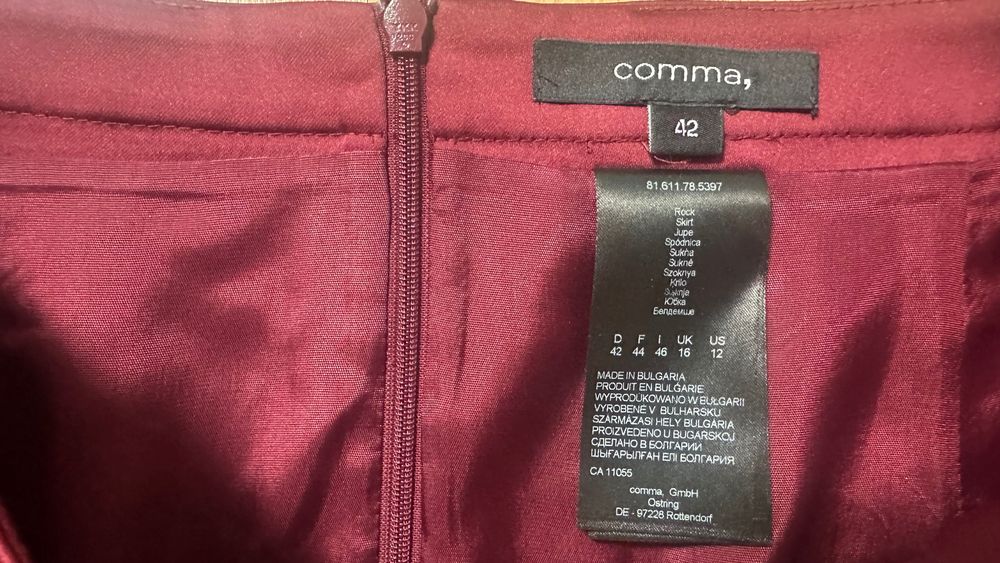 YKK
comma,
42
81.611.78.5397
Rock
Skirt
Jupe
Spódnica
Sukňa
Sukně
Szoknya
Krilo
Suknja
Юбка
Белдемше
D F I UK US
42 44 46 16 12
MADE IN BULGARIA
PRODUIT EN BULGARIE
WYPRODUKOWANO W BUŁGARII
VYROBENÉ V BULHARSKU
SZÁRMAZÁSI HELY BULGÁRIA
PROIZVEDENO U BUGARSKOJ
СДЕЛАНО В БОЛГАРИИ
ШЫҒАРЫЛҒАН ЕЛІ БОЛГАРИЯ
CA 11055
comma, GmbH
Ostring
DE - 97228 Rottendorf